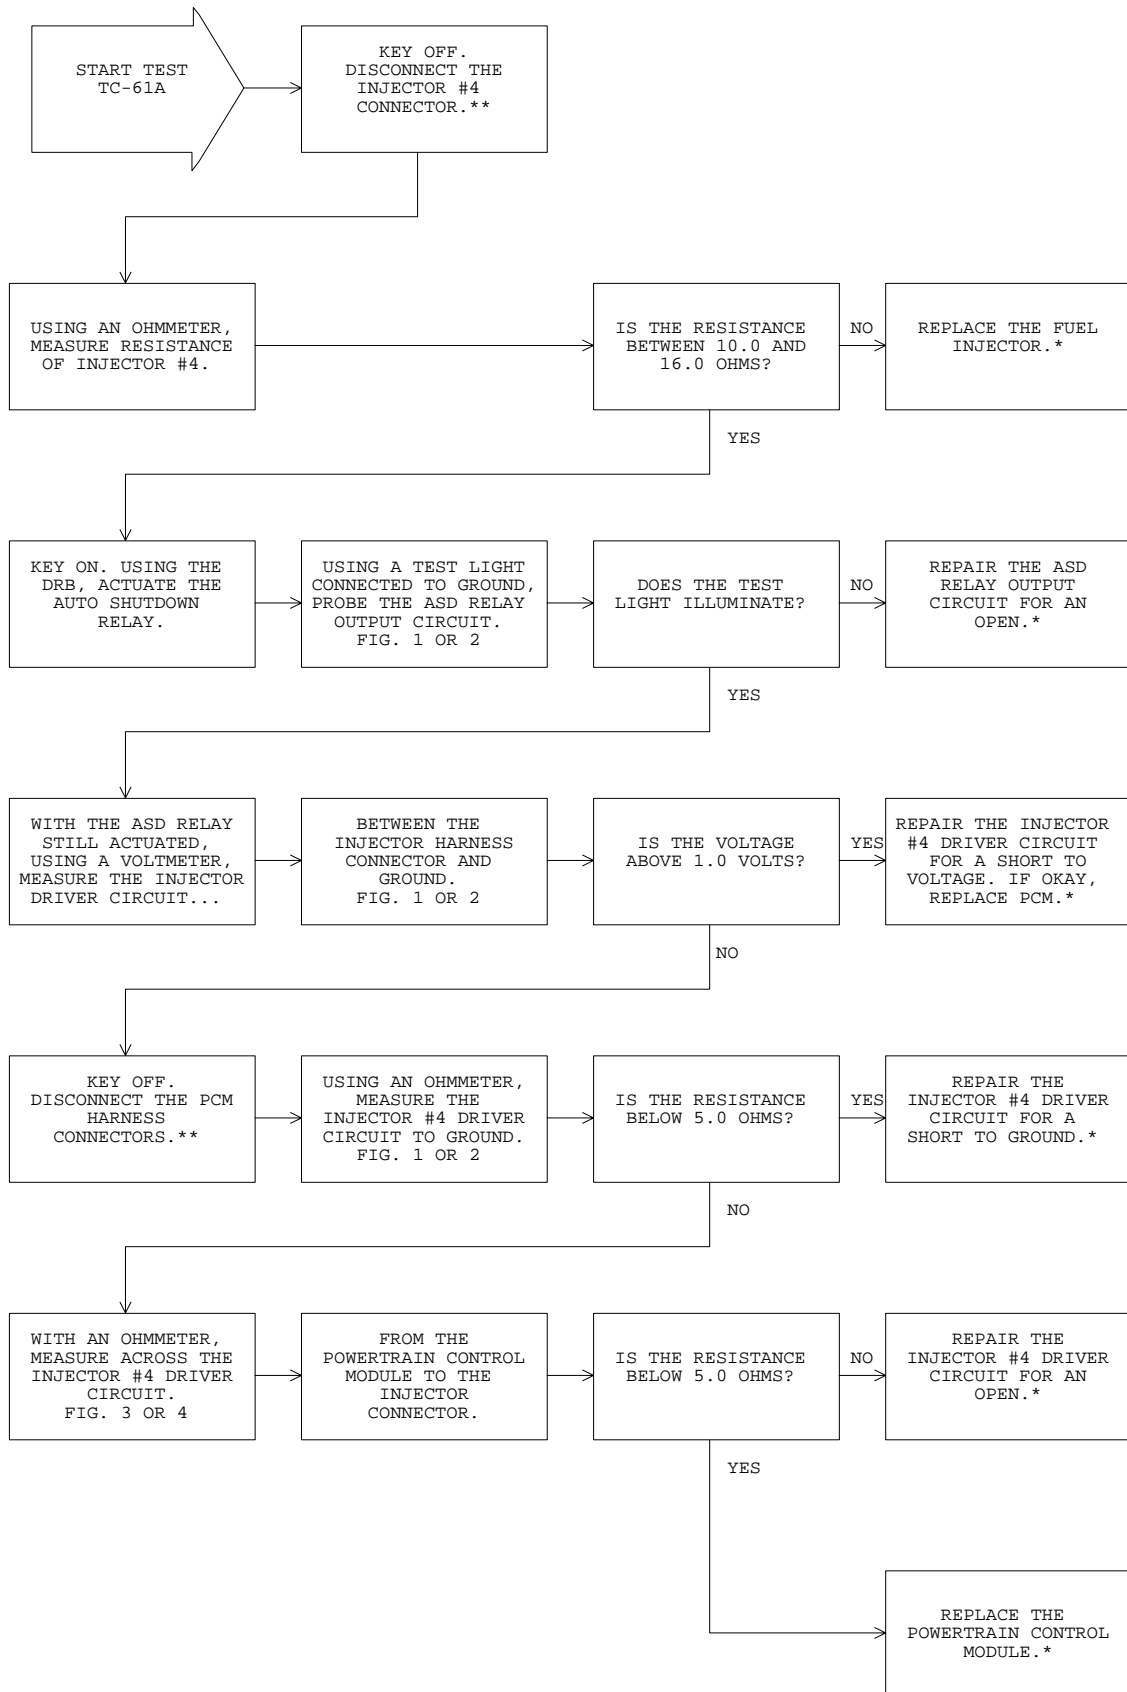 START TEST
TC-61A
KEY OFF.
DISCONNECT THE
INJECTOR #4
CONNECTOR.**
USING AN OHMMETER,
MEASURE RESISTANCE
OF INJECTOR #4.
IS THE RESISTANCE
BETWEEN 10.0 AND
16.0 OHMS?
NO
REPLACE THE FUEL
INJECTOR.*
YES
KEY ON. USING THE
DRB, ACTUATE THE
AUTO SHUTDOWN
RELAY.
USING A TEST LIGHT
CONNECTED TO GROUND,
PROBE THE ASD RELAY
OUTPUT CIRCUIT.
FIG. 1 OR 2
DOES THE TEST
LIGHT ILLUMINATE?
NO
REPAIR THE ASD
RELAY OUTPUT
CIRCUIT FOR AN
OPEN.*
YES
WITH THE ASD RELAY
STILL ACTUATED,
USING A VOLTMETER,
MEASURE THE INJECTOR
DRIVER CIRCUIT...
BETWEEN THE
INJECTOR HARNESS
CONNECTOR AND
GROUND.
FIG. 1 OR 2
IS THE VOLTAGE
ABOVE 1.0 VOLTS?
YES
REPAIR THE INJECTOR
#4 DRIVER CIRCUIT
FOR A SHORT TO
VOLTAGE. IF OKAY,
REPLACE PCM.*
NO
KEY OFF.
DISCONNECT THE PCM
HARNESS
CONNECTORS.**
USING AN OHMMETER,
MEASURE THE
INJECTOR #4 DRIVER
CIRCUIT TO GROUND.
FIG. 1 OR 2
IS THE RESISTANCE
BELOW 5.0 OHMS?
YES
REPAIR THE
INJECTOR #4 DRIVER
CIRCUIT FOR A
SHORT TO GROUND.*
NO
WITH AN OHMMETER,
MEASURE ACROSS THE
INJECTOR #4 DRIVER
CIRCUIT.
FIG. 3 OR 4
FROM THE
POWERTRAIN CONTROL
MODULE TO THE
INJECTOR
CONNECTOR.
IS THE RESISTANCE
BELOW 5.0 OHMS?
NO
REPAIR THE
INJECTOR #4 DRIVER
CIRCUIT FOR AN
OPEN.*
YES
REPLACE THE
POWERTRAIN CONTROL
MODULE.*